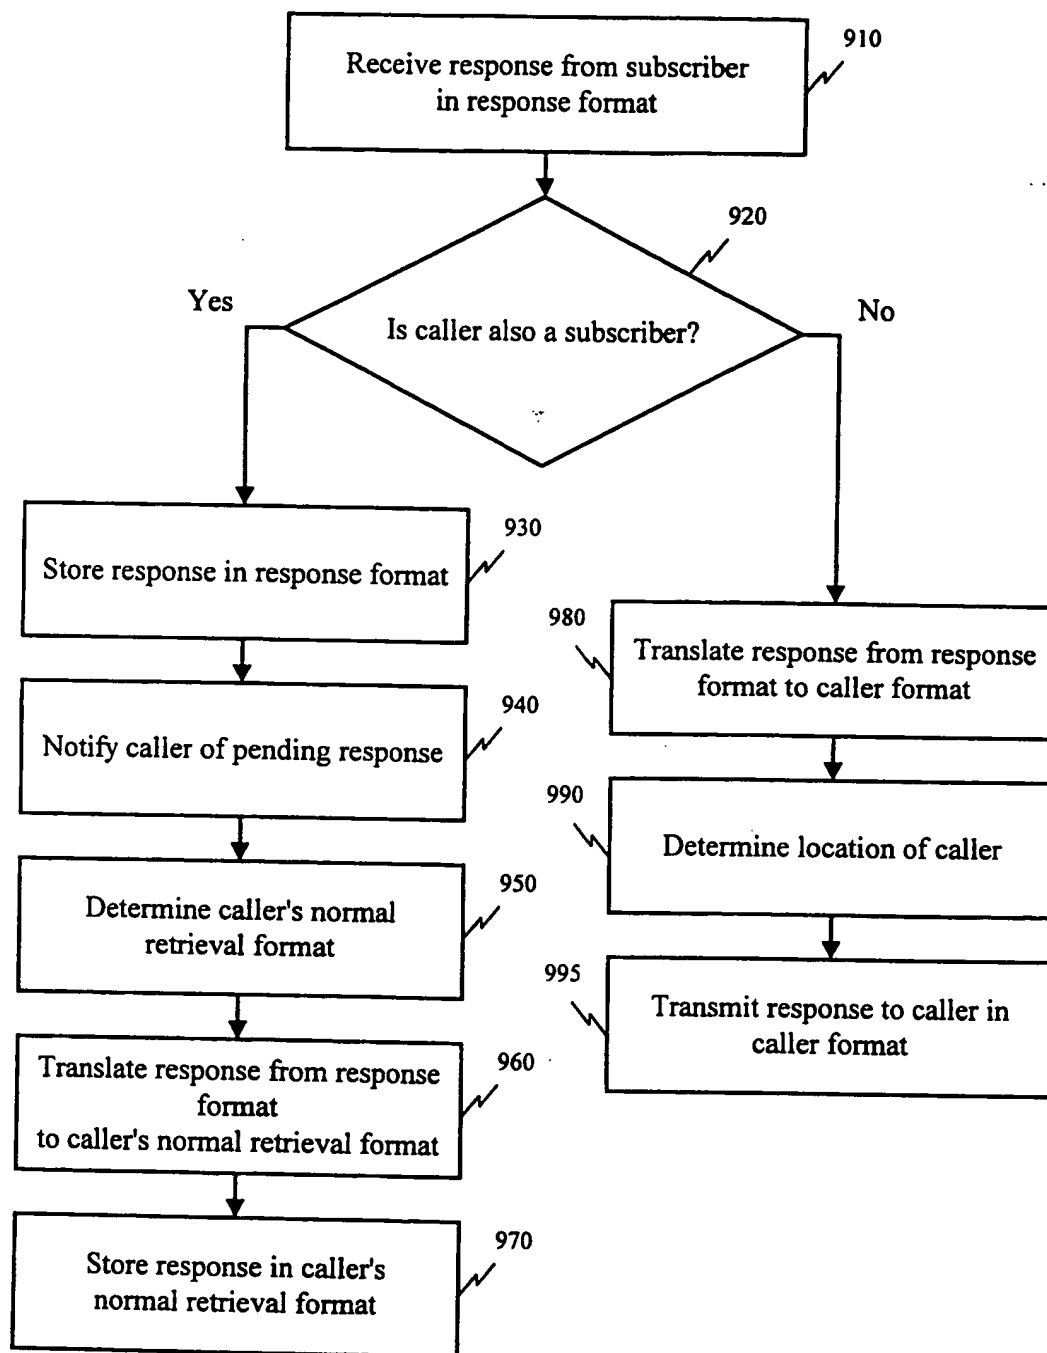 910
Receive response from subscriber
in response format
920
Yes
No
Is caller also a subscriber?
930
Store response in response format
940
Notify caller of pending response
950
Determine caller's normal
retrieval format
960
Translate response from response
format
to caller's normal retrieval format
970
Store response in caller's
normal retrieval format
980
Translate response from response
format to caller format
990
Determine location of caller
995
Transmit response to caller in
caller format